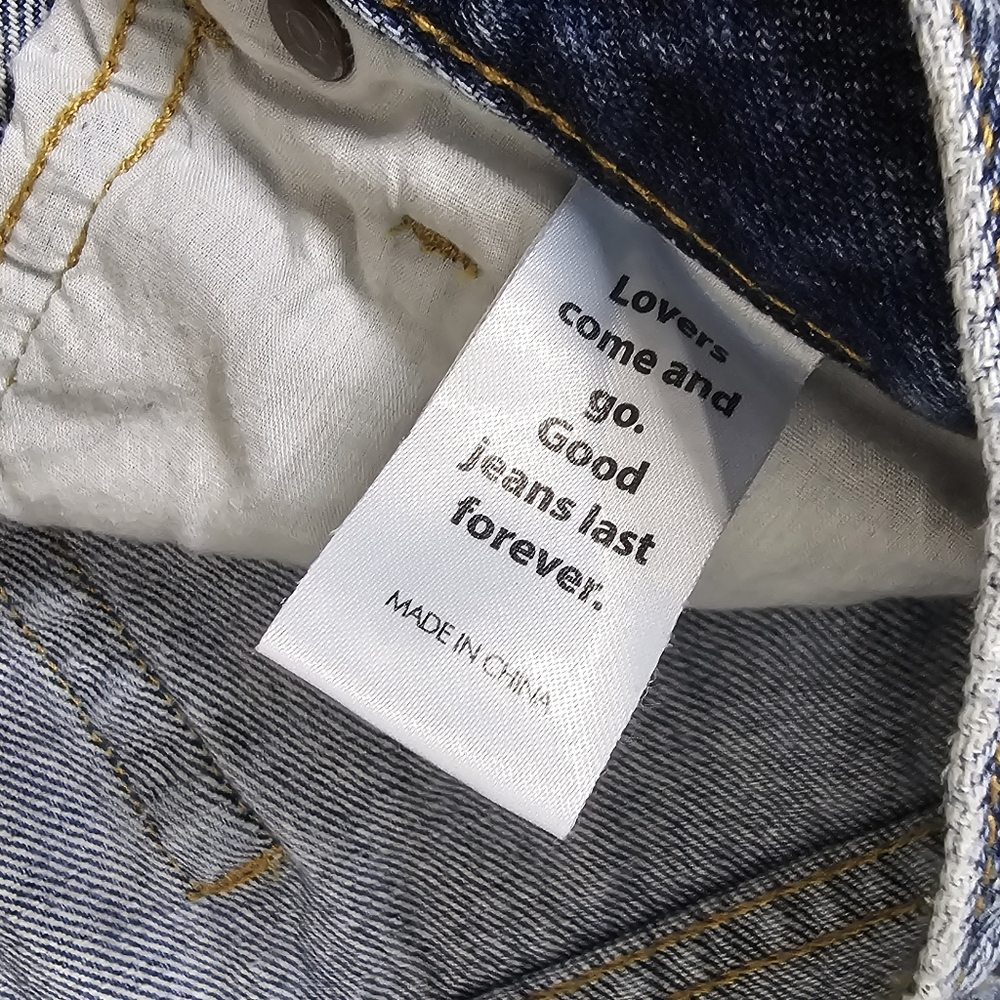 Lovers
come and
go.
Good
jeans last
forever.
MADE IN CHINA